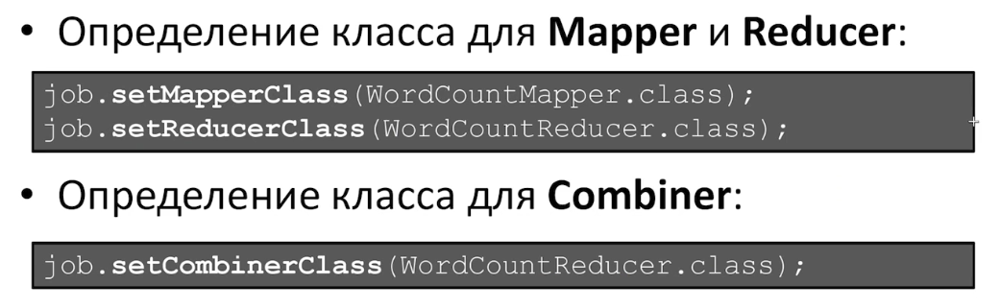 • Определение класса для Mapper и Reducer:
job.setMapperClass(WordCountMapper.class);
job.setReducerClass(WordCountReducer.class);
• Определение класса для Combiner:
job.setCombinerClass(WordCountReducer.class);